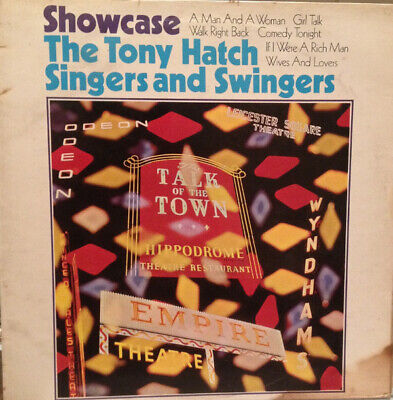 Showcase
A Man And A Woman Girl Talk
Walk Right Back Comedy Tonight
If I Were A Rich Man
Wives And Lovers
The Tony Hatch
Singers and Swingers
ODEON
ODEON
LEICESTER SQUARE
THEATRE
TALK
OF THE
TOWN
HIPPODROME
THEATRE RESTAURANT
WYNDHAMS
EMPIRE
THEATRE